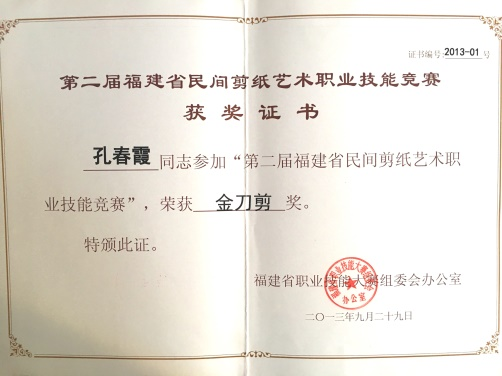 证书编号:2013-01号
第二届福建省民间剪纸艺术职业技能竞赛
获奖证书
孔春霞同志参加“第二届福建省民间剪纸艺术职
业技能竞赛”,荣获 金刀剪 奖。
特颁此证。
福建省职业技能大赛组委会办公室
二〇一三年九月二十九日